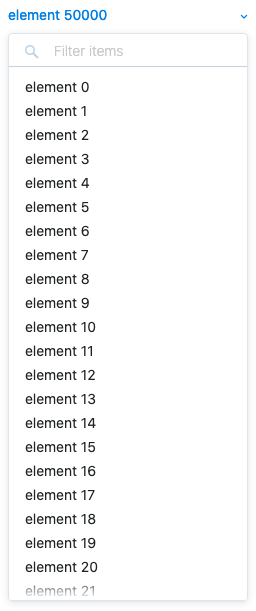 element 50000
Filter items
element 0
element 1
element 2
element 3
element 4
element 5
element 6
element 7
element 8
element 9
element 10
element 11
element 12
element 13
element 14
element 15
element 16
element 17
element 18
element 19
element 20
element 21